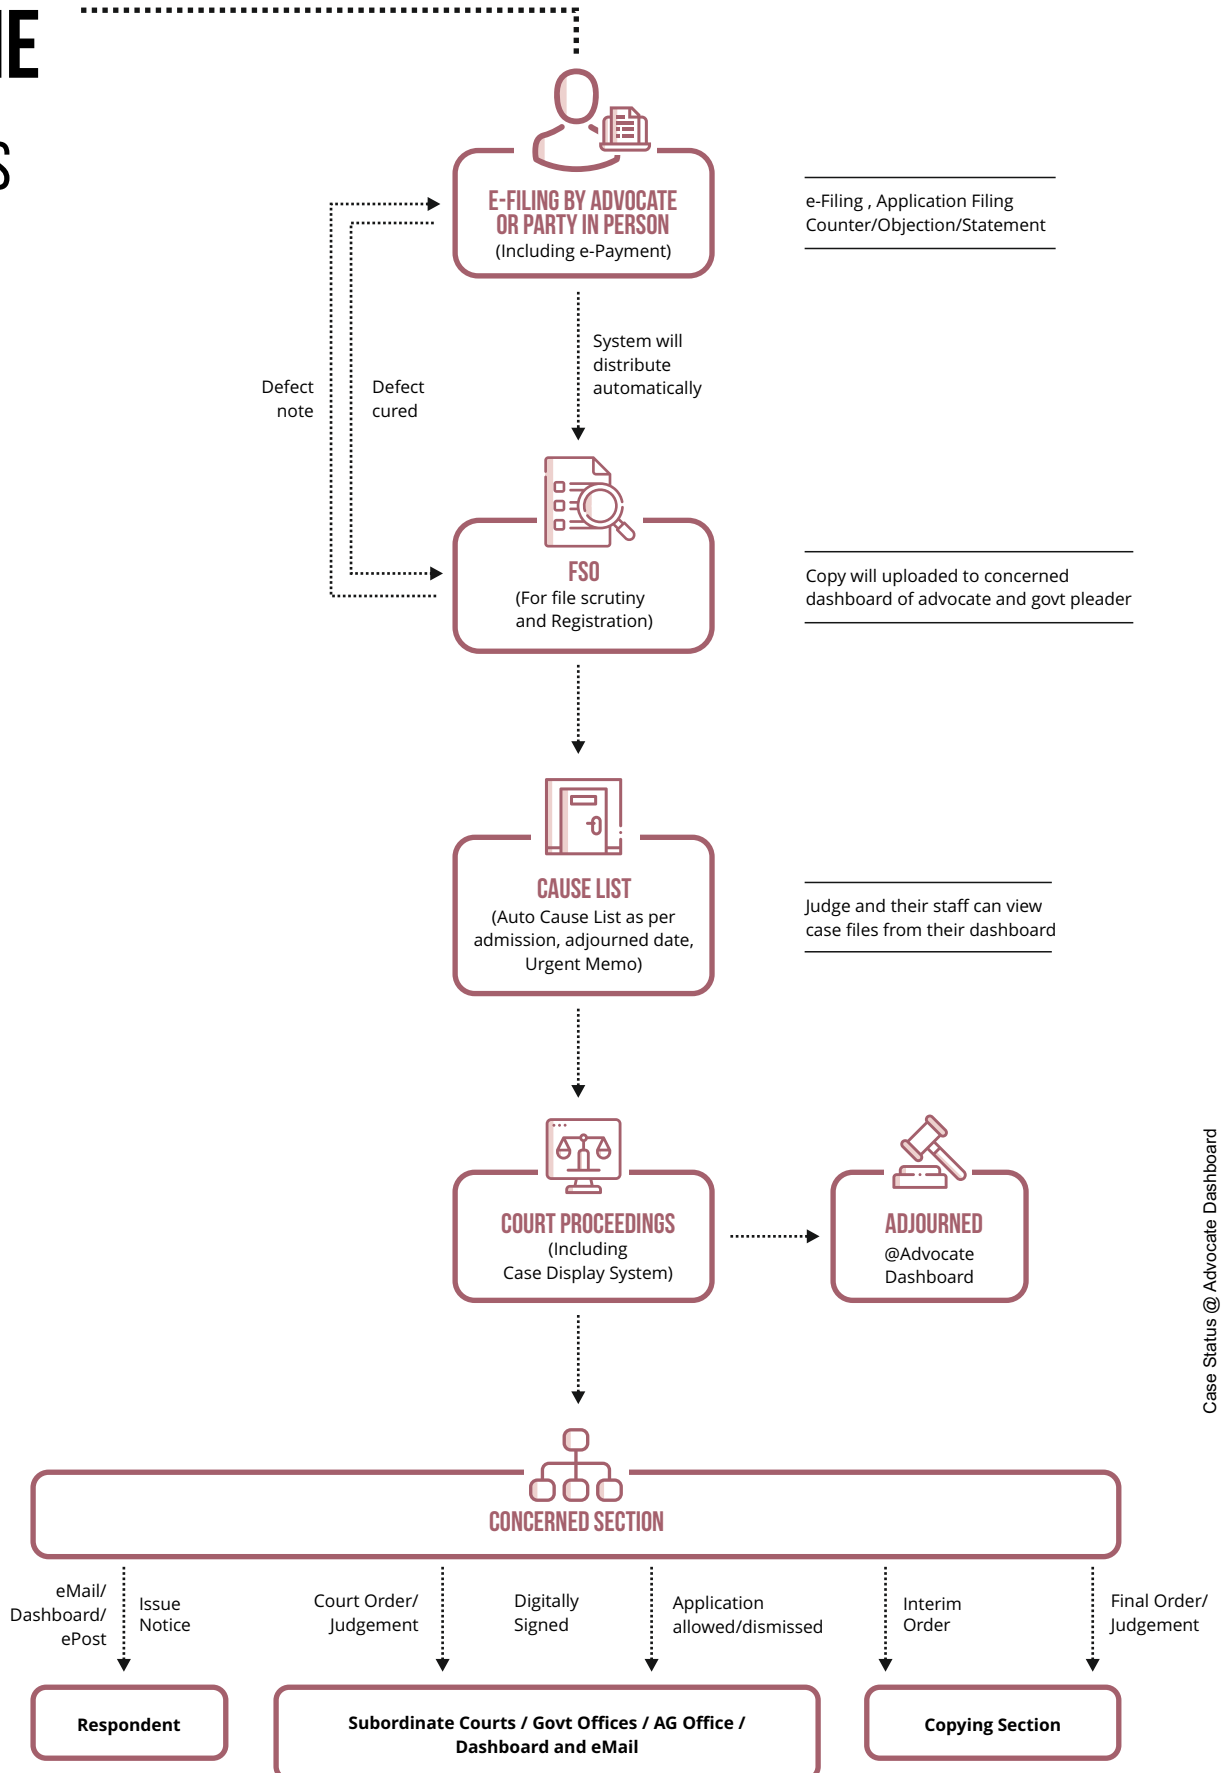 E-FILING BY ADVOCATE
OR PARTY IN PERSON
(Including e-Payment)
e-Filing , Application Filing
Counter/Objection/Statement
System will
distribute
automatically
Defect
note
Defect
cured
FSO
(For file scrutiny
and Registration)
Copy will uploaded to concerned
dashboard of advocate and govt pleader
CAUSE LIST
(Auto Cause List as per
admission, adjourned date,
Urgent Memo)
Judge and their staff can view
case files from their dashboard
COURT PROCEEDINGS
(Including
Case Display System)
ADJOURNED
@Advocate
Dashboard
Case Status @ Advocate Dashboard
CONCERNED SECTION
eMail/
Dashboard/
ePost
Issue
Notice
Court Order/
Judgement
Digitally
Signed
Application
allowed/dismissed
Interim
Order
Final Order/
Judgement
Respondent
Subordinate Courts / Govt Offices / AG Office /
Dashboard and eMail
Copying Section